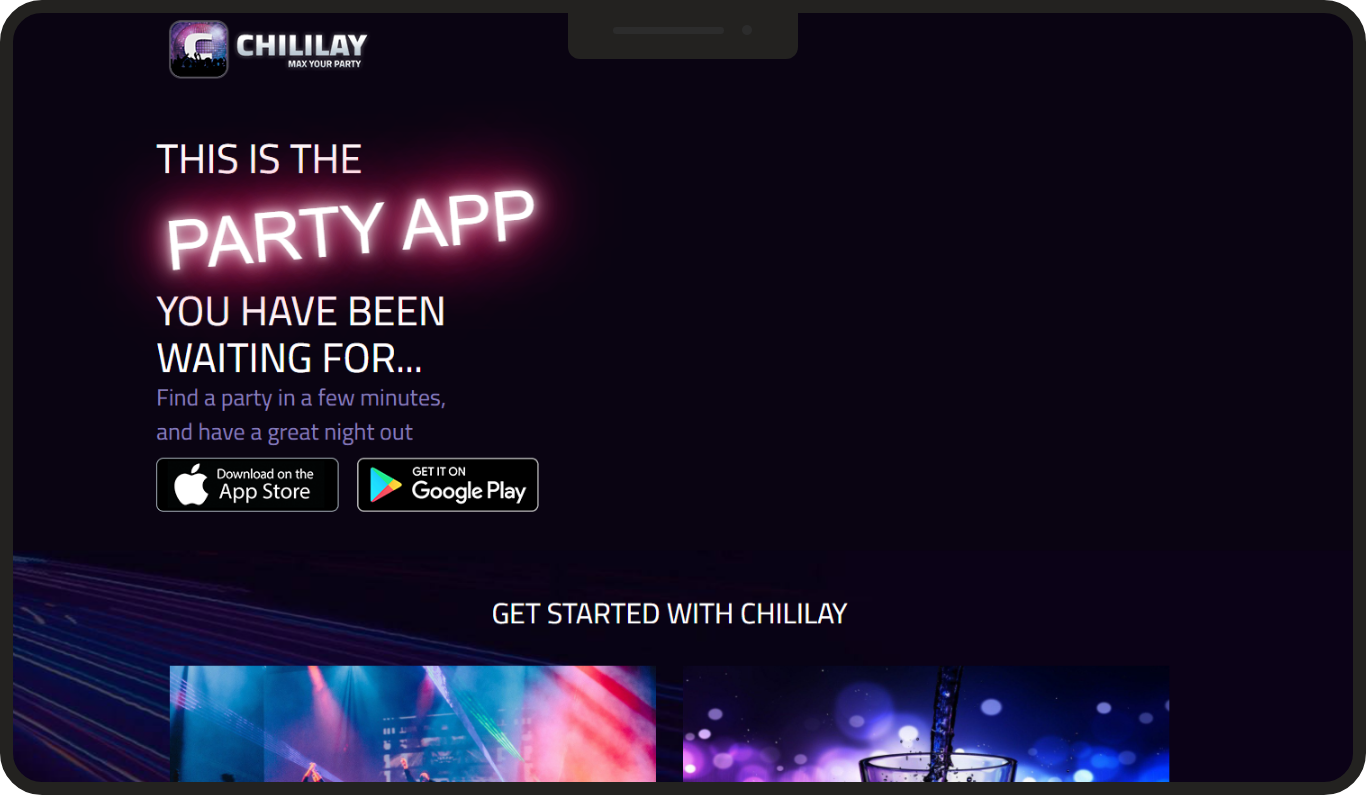 CHILILAY
MAX YOUR PARTY
THIS IS THE
PARTY APP
YOU HAVE BEEN
WAITING FOR...
Find a party in a few minutes,
and have a great night out
Download on the
App Store
GET IT ON
Google Play
GET STARTED WITH CHILILAY